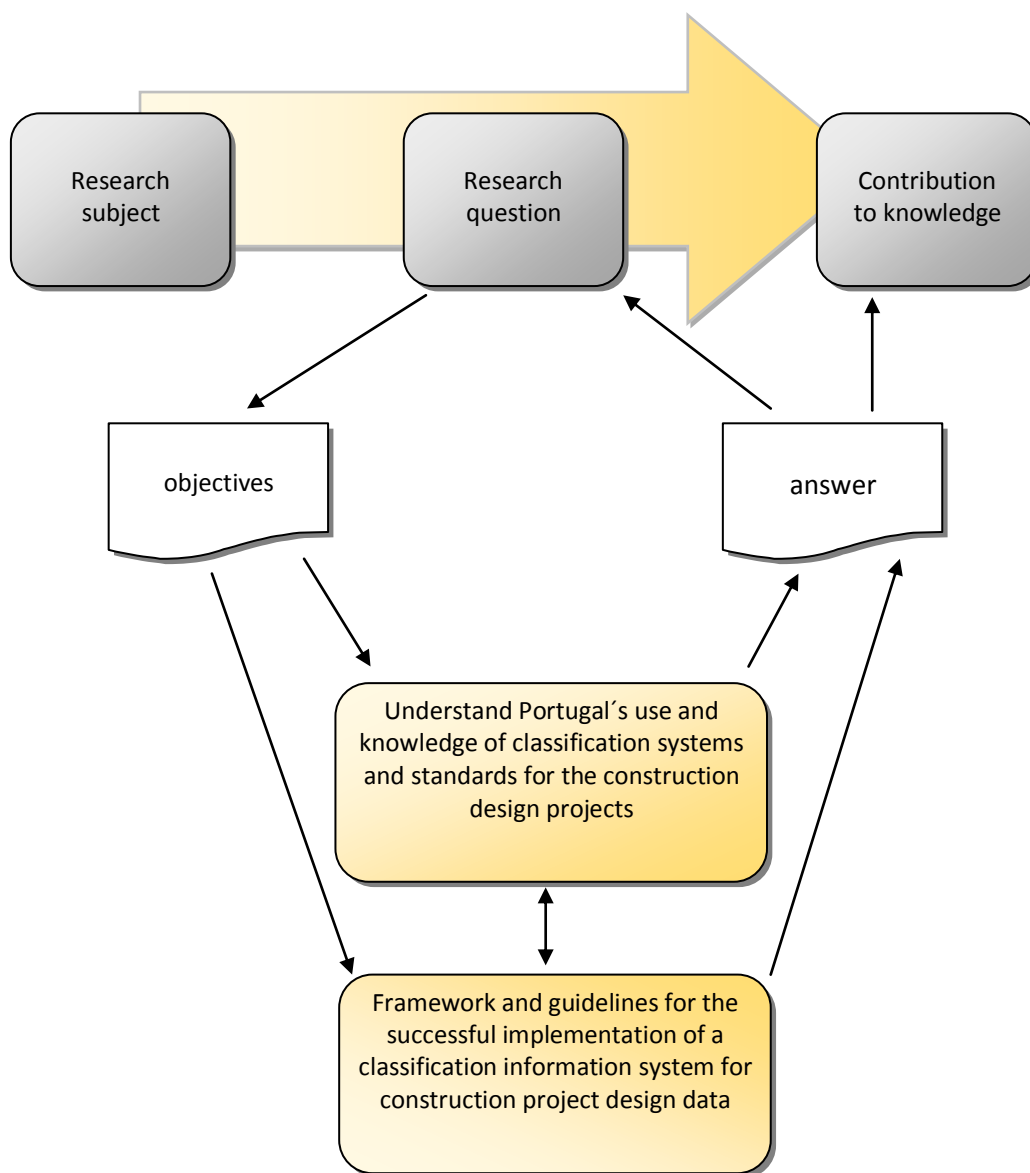 Research
subject
Research
question
Contribution
to knowledge
objectives
answer
Understand Portugal´s use and
knowledge of classification systems
and standards for the construction
design projects
Framework and guidelines for the
successful implementation of a
classification information system for
construction project design data